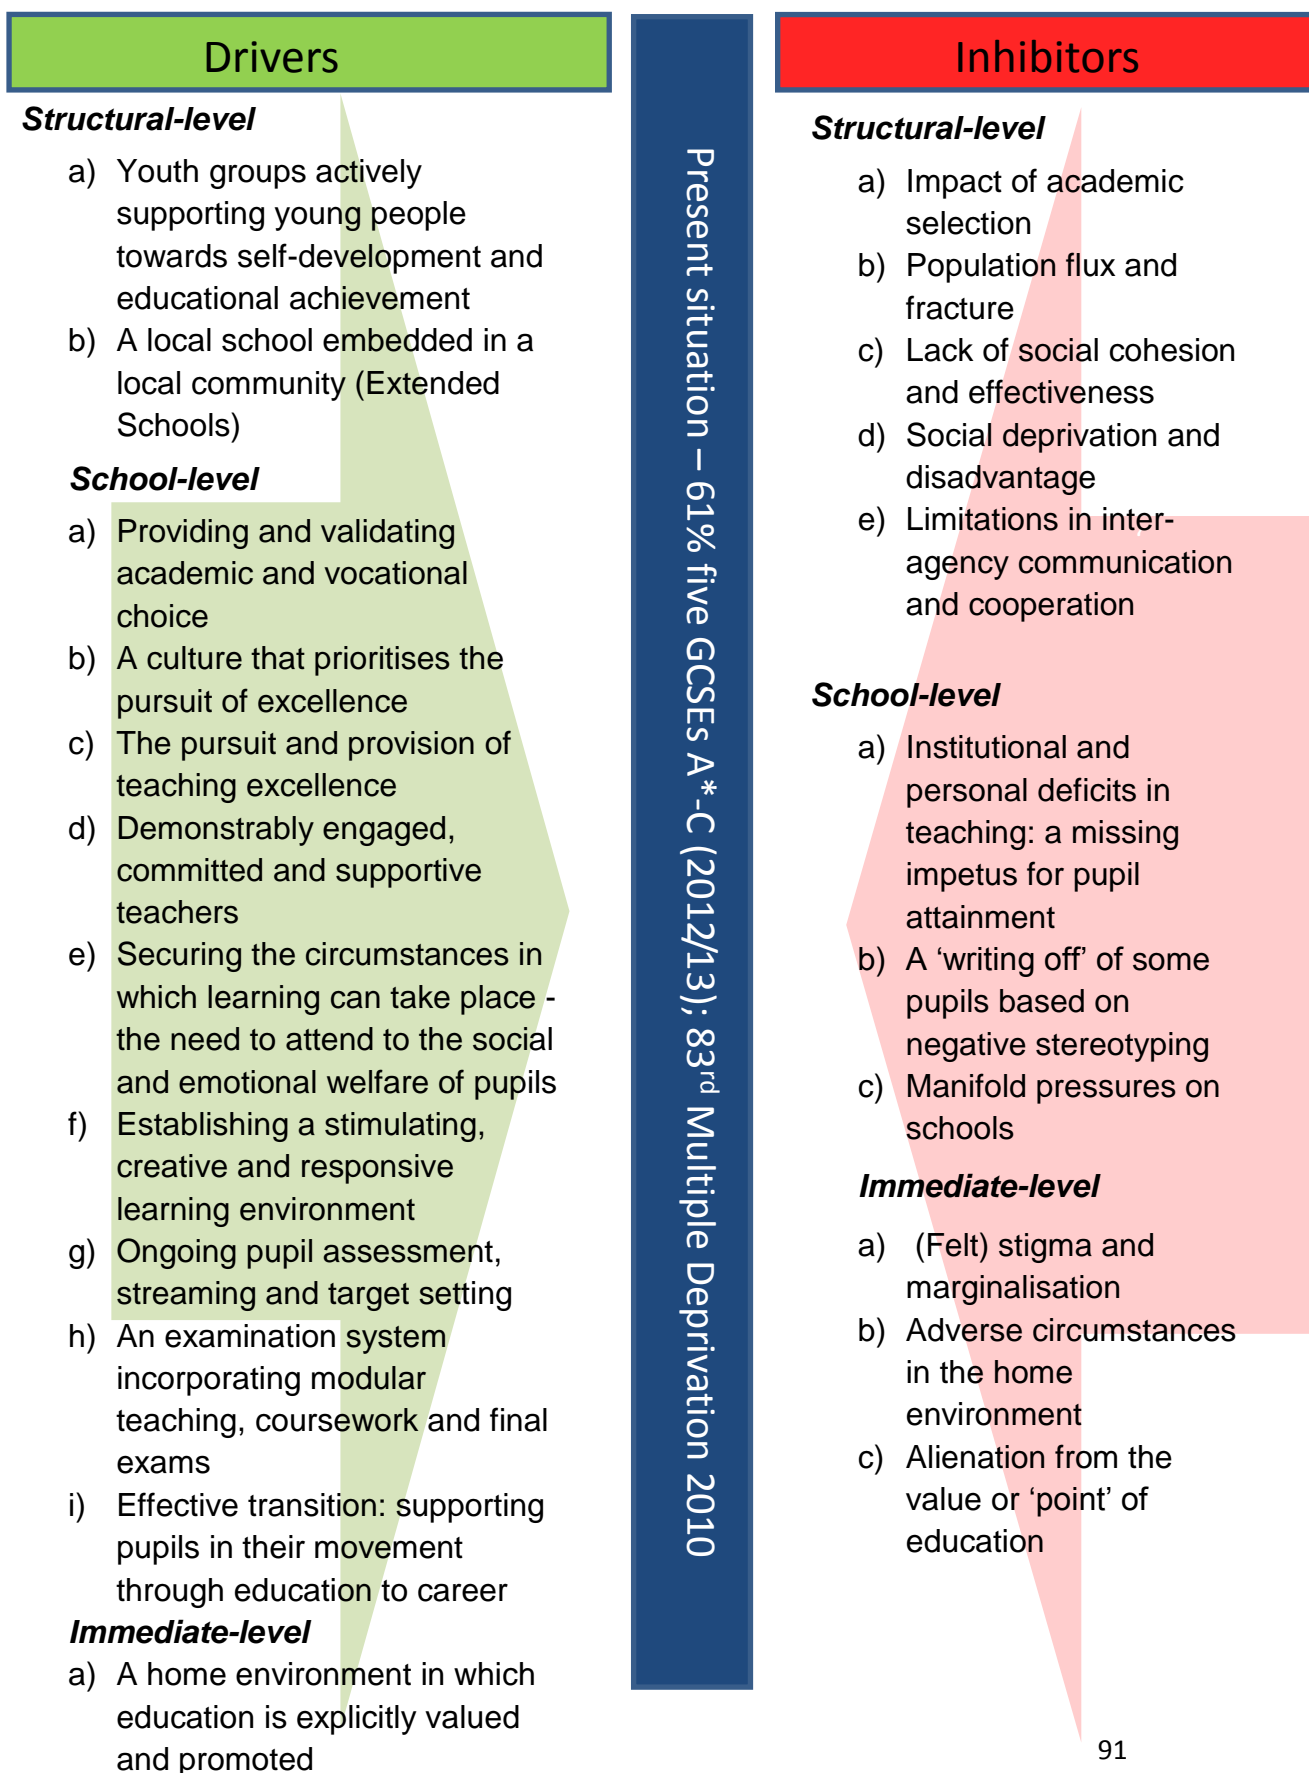 Drivers
Structural-level
a) Youth groups actively
supporting young people
towards self-development and
educational achievement
b) A local school embedded in a
local community (Extended
Schools)
School-level
a) Providing and validating
academic and vocational
choice
b) A culture that prioritises the
pursuit of excellence
c) The pursuit and provision of
teaching excellence
d) Demonstrably engaged,
committed and supportive
teachers
e) Securing the circumstances in
which learning can take place -
the need to attend to the social
and emotional welfare of pupils
f) Establishing a stimulating,
creative and responsive
learning environment
g) Ongoing pupil assessment,
streaming and target setting
h) An examination system
incorporating modular
teaching, coursework and final
exams
i) Effective transition: supporting
pupils in their movement
through education to career
Immediate-level
a) A home environment in which
education is explicitly valued
and promoted
Present situation – 61% five GCSEs A*-C (2012/13); 83rd Multiple Deprivation 2010
Inhibitors
Structural-level
a) Impact of academic
selection
b) Population flux and
fracture
c) Lack of social cohesion
and effectiveness
d) Social deprivation and
disadvantage
e) Limitations in inter-
agency communication
and cooperation
School-level
a) Institutional and
personal deficits in
teaching: a missing
impetus for pupil
attainment
b) A ‘writing off’ of some
pupils based on
negative stereotyping
c) Manifold pressures on
schools
Immediate-level
a) (Felt) stigma and
marginalisation
b) Adverse circumstances
in the home
environment
c) Alienation from the
value or ‘point’ of
education
91